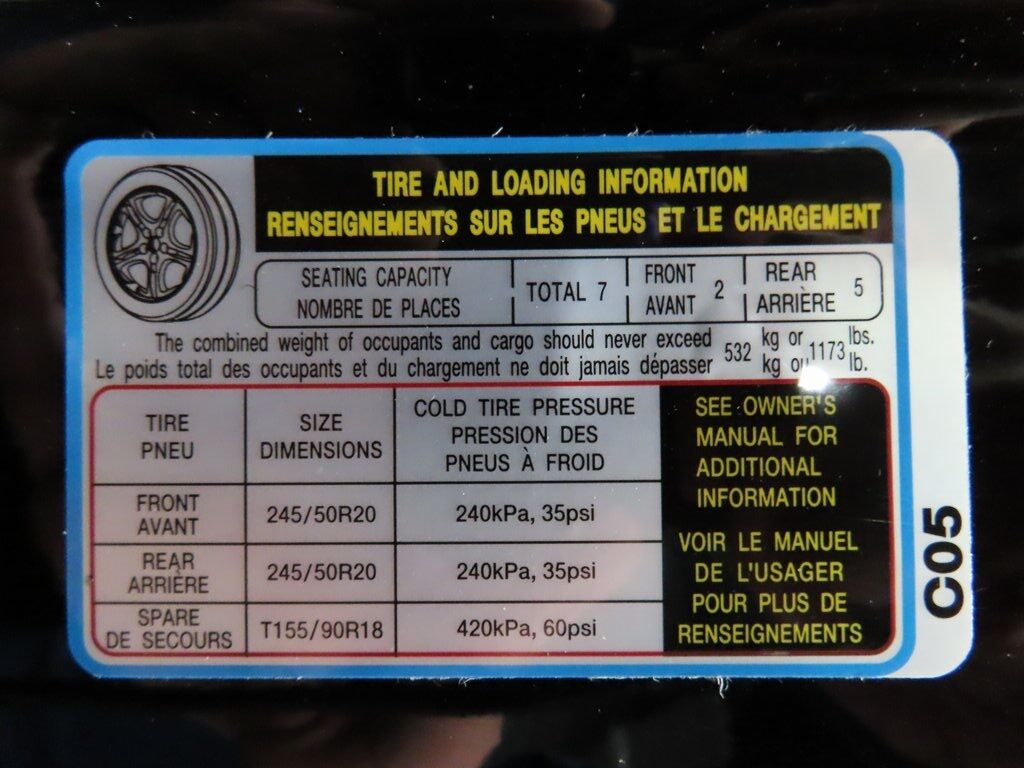 TIRE AND LOADING INFORMATION
RENSEIGNEMENTS SUR LES PNEUS ET LE CHARGEMENT
SEATING CAPACITY
NOMBRE DE PLACES
TOTAL 7
FRONT
AVANT
2
REAR
ARRIÈRE
5
The combined weight of occupants and cargo should never exceed 532 kg or 1173 lbs.
Le poids total des occupants et du chargement ne doit jamais dépasser kg ou lb.
TIRE
PNEU
SIZE
DIMENSIONS
COLD TIRE PRESSURE
PRESSION DES
PNEUS À FROID
FRONT
AVANT
245/50R20
240kPa, 35psi
REAR
ARRIÈRE
245/50R20
240kPa, 35psi
SPARE
DE SECOURS
T155/90R18
420kPa, 60psi
SEE OWNER'S
MANUAL FOR
ADDITIONAL
INFORMATION
VOIR LE MANUEL
DE L'USAGER
POUR PLUS DE
RENSEIGNEMENTS
C05